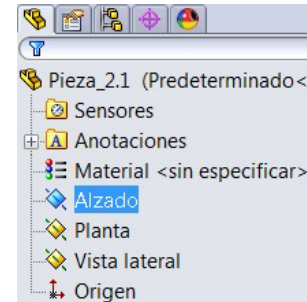 Pieza_2.1 (Predeterminado<
Sensores
Anotaciones
Material <sin especificar>
Alzado
Planta
Vista lateral
Origen